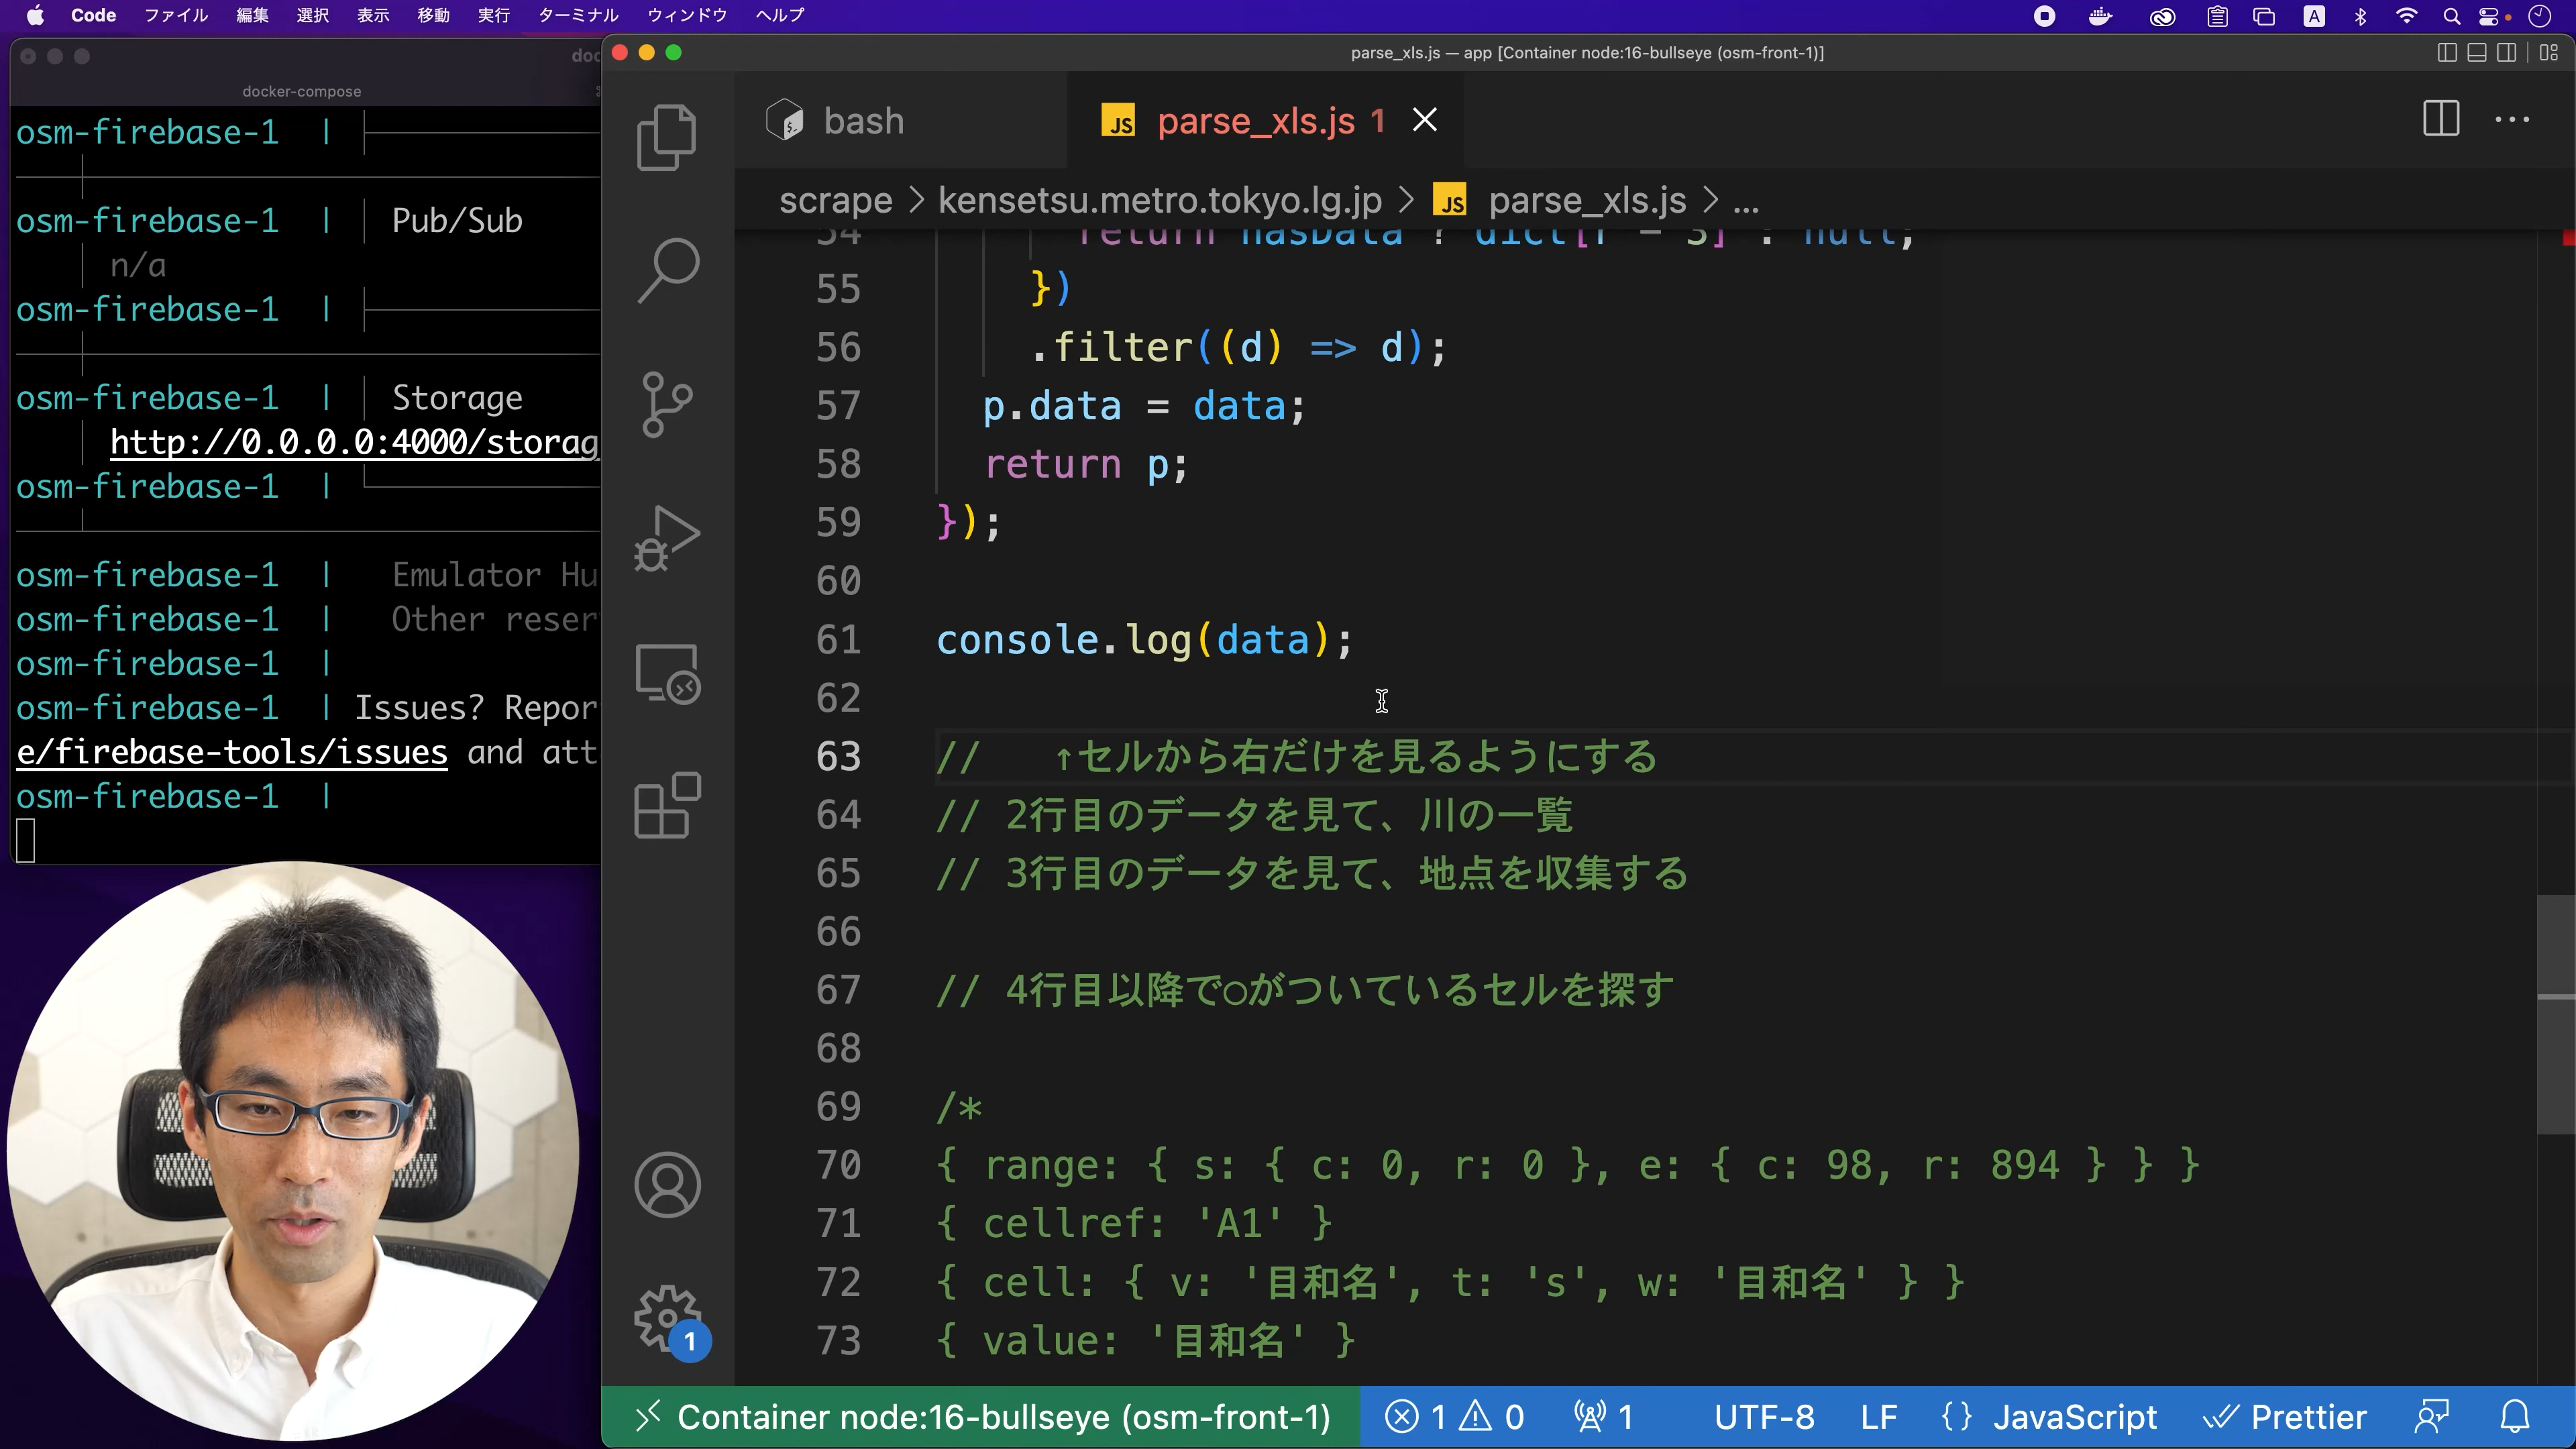 Code ファイル 編集 選択 表示 移動 実行 ターミナル ウィンドウ ヘルプ
A
docker-compose
osm-firebase-1 |
osm-firebase-1 | Pub/Sub
n/a
osm-firebase-1 |
osm-firebase-1 | Storage
http://0.0.0.0:4000/storag
osm-firebase-1 |
osm-firebase-1 | Emulator Hu
osm-firebase-1 | Other reser
osm-firebase-1 |
osm-firebase-1 | Issues? Repor
e/firebase-tools/issues and att
osm-firebase-1 |
parse_xls.js — app [Container node:16-bullseye (osm-front-1)]
bash
JS parse_xls.js 1
scrape > kensetsu.metro.tokyo.lg.jp > JS parse_xls.js > ...
54 return hasData ? dict[r - 3] : null;
55 })
56 .filter((d) => d);
57 p.data = data;
58 return p;
59 });
60
61 console.log(data);
62
63 // ↑セルから右だけを見るようにする
64 // 2行目のデータを見て、川の一覧
65 // 3行目のデータを見て、地点を収集する
66
67 // 4行目以降で○がついているセルを探す
68
69 /*
70 { range: { s: { c: 0, r: 0 }, e: { c: 98, r: 894 } } }
71 { cellref: 'A1' }
72 { cell: { v: '目和名', t: 's', w: '目和名' } }
73 { value: '目和名' }
1
Container node:16-bullseye (osm-front-1) 1 0 1 UTF-8 LF {} JavaScript Prettier